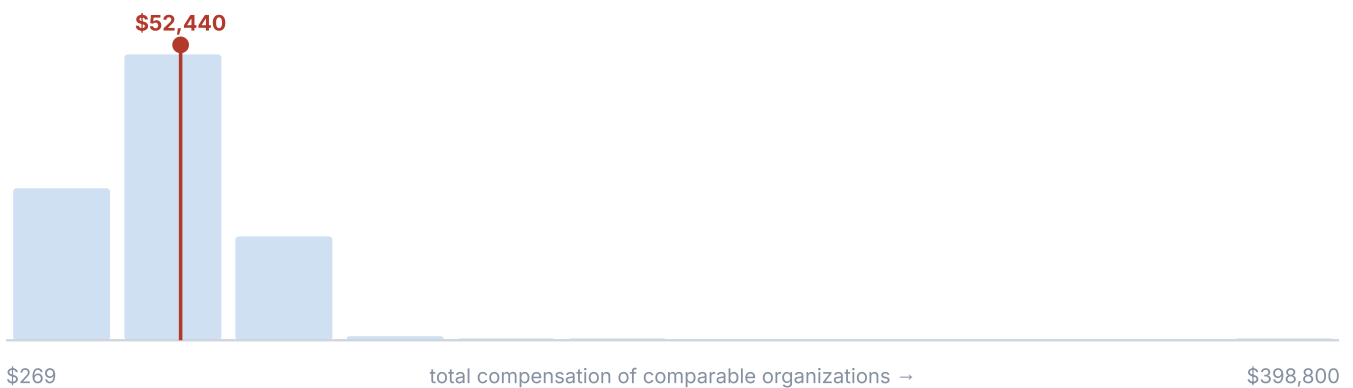 $52,440
$269 total compensation of comparable organizations → $398,800